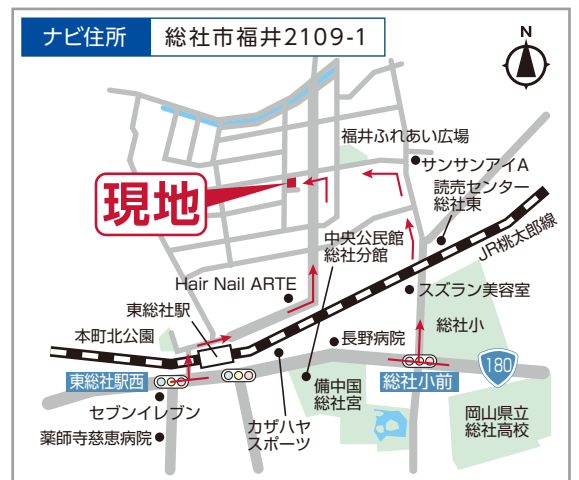 ナビ住所 総社市福井2109-1
N
福井ふれあい広場
サンサンアイA
読売センター
総社東
現地
中央公民館
総社分館
JR桃太郎線
Hair Nail ARTE
スズラン美容室
東総社駅
総社小
本町北公園
長野病院
180
東総社駅西
備中国
総社宮
総社小前
セブンイレブン
カザハヤ
スポーツ
岡山県立
総社高校
薬師寺慈恵病院